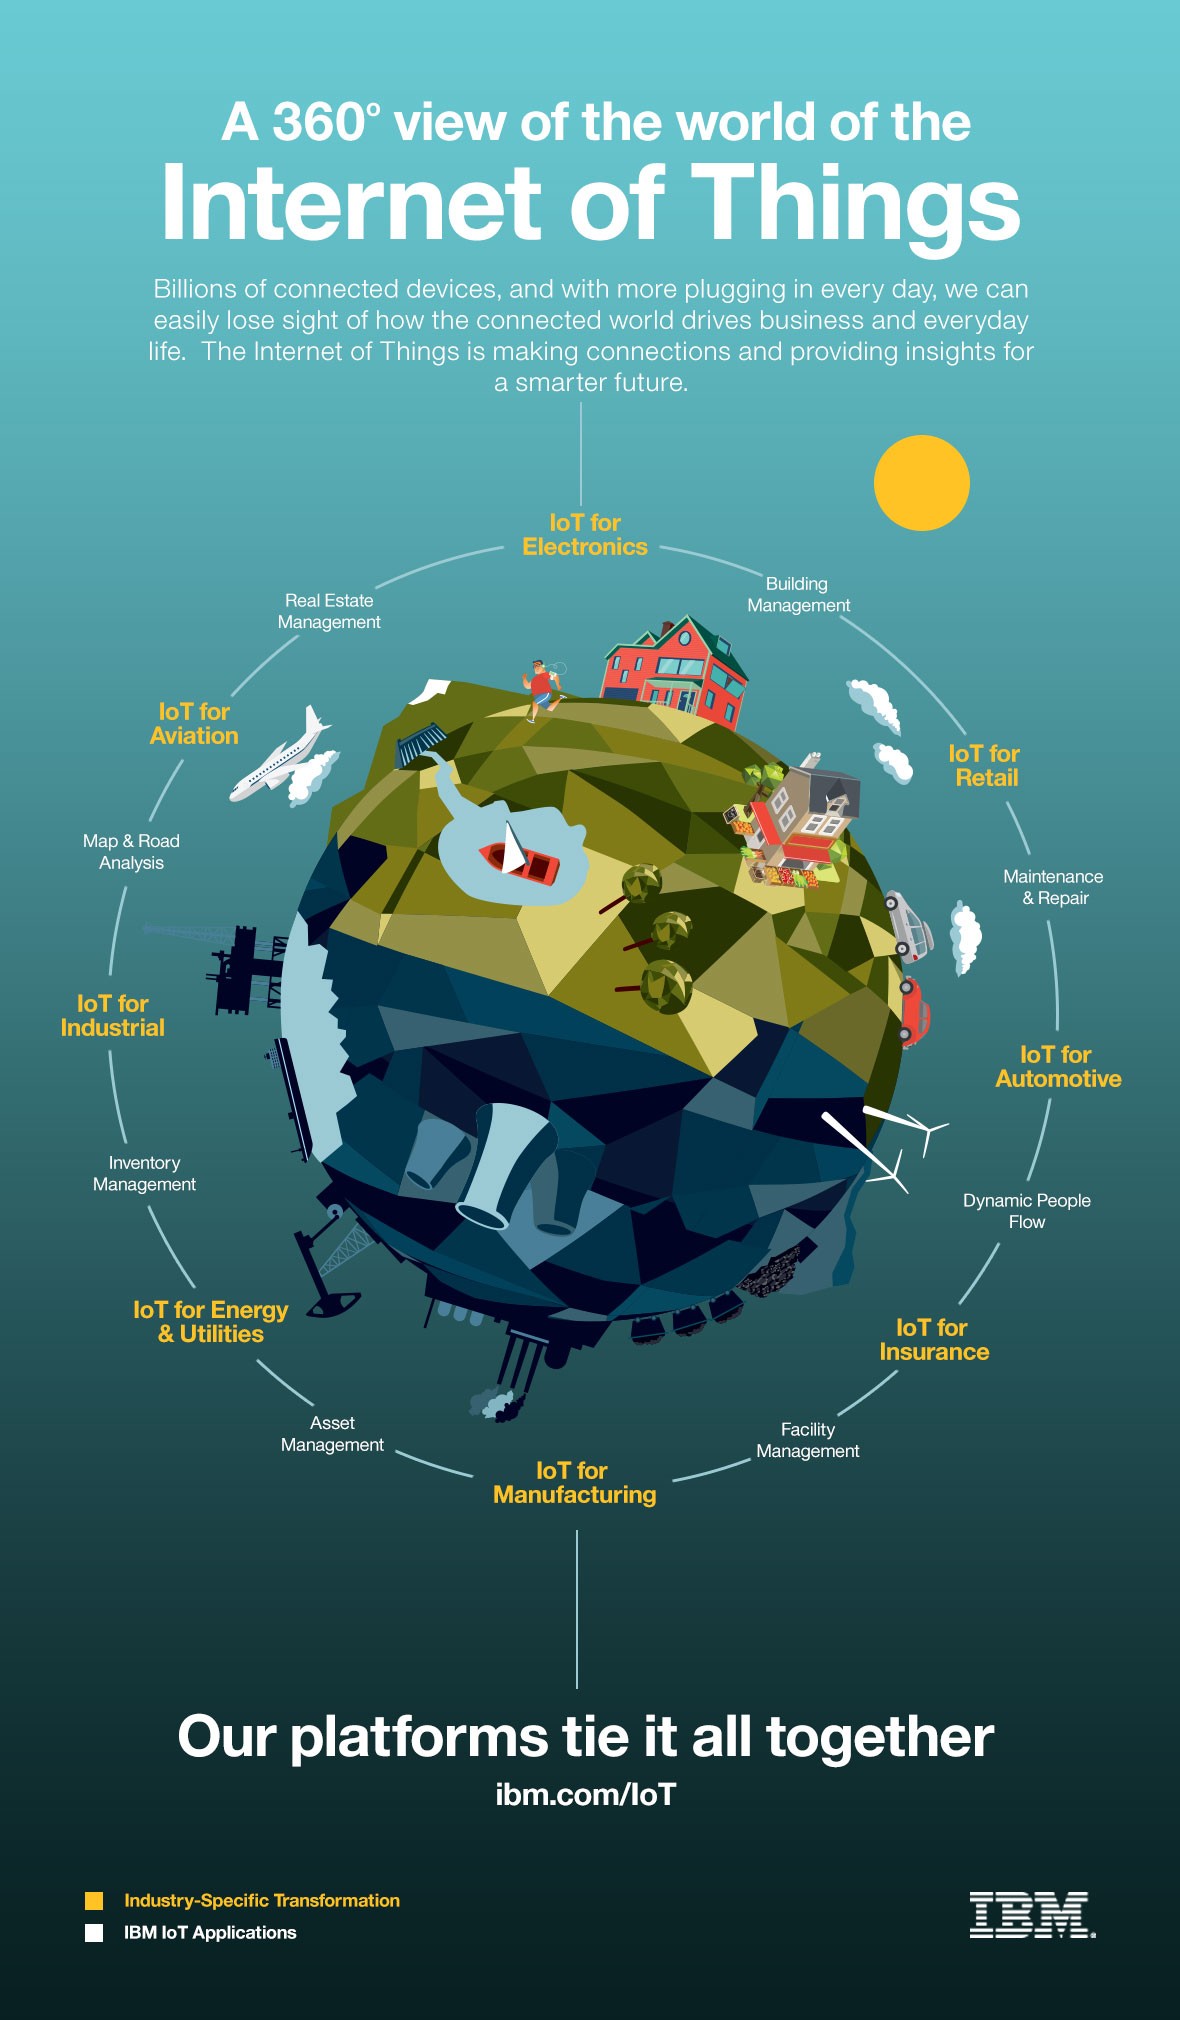 A 360° view of the world of the
Internet of Things
Billions of connected devices, and with more plugging in every day, we can
easily lose sight of how the connected world drives business and everyday
life.  The Internet of Things is making connections and providing insights for
a smarter future.
IoT for
Electronics
Building
Management
IoT for
Retail
Maintenance
& Repair
IoT for
Automotive
Dynamic People
Flow
IoT for
Insurance
Facility
Management
IoT for
Manufacturing
Asset
Management
IoT for Energy
& Utilities
Inventory
Management
IoT for
Industrial
Map & Road
Analysis
IoT for
Aviation
Real Estate
Management
Our platforms tie it all together
ibm.com/IoT
Industry-Specific Transformation
IBM IoT Applications
IBM®